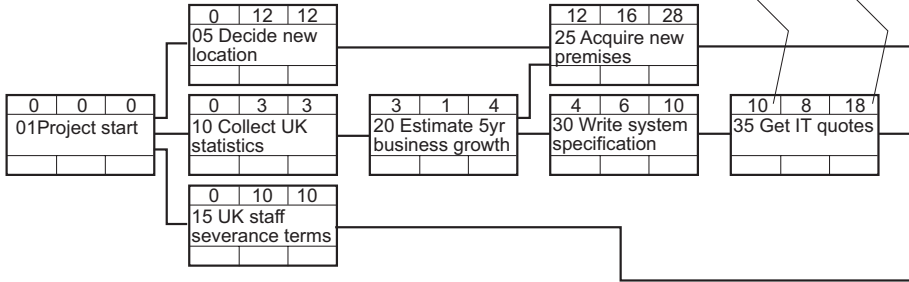 0 12 12
05 Decide new
location
12 16 28
25 Acquire new
premises
0 0 0
01Project start
0 3 3
10 Collect UK
statistics
3 1 4
20 Estimate 5yr
business growth
4 6 10
30 Write system
specification
10 8 18
35 Get IT quotes
0 10 10
15 UK staff
severance terms